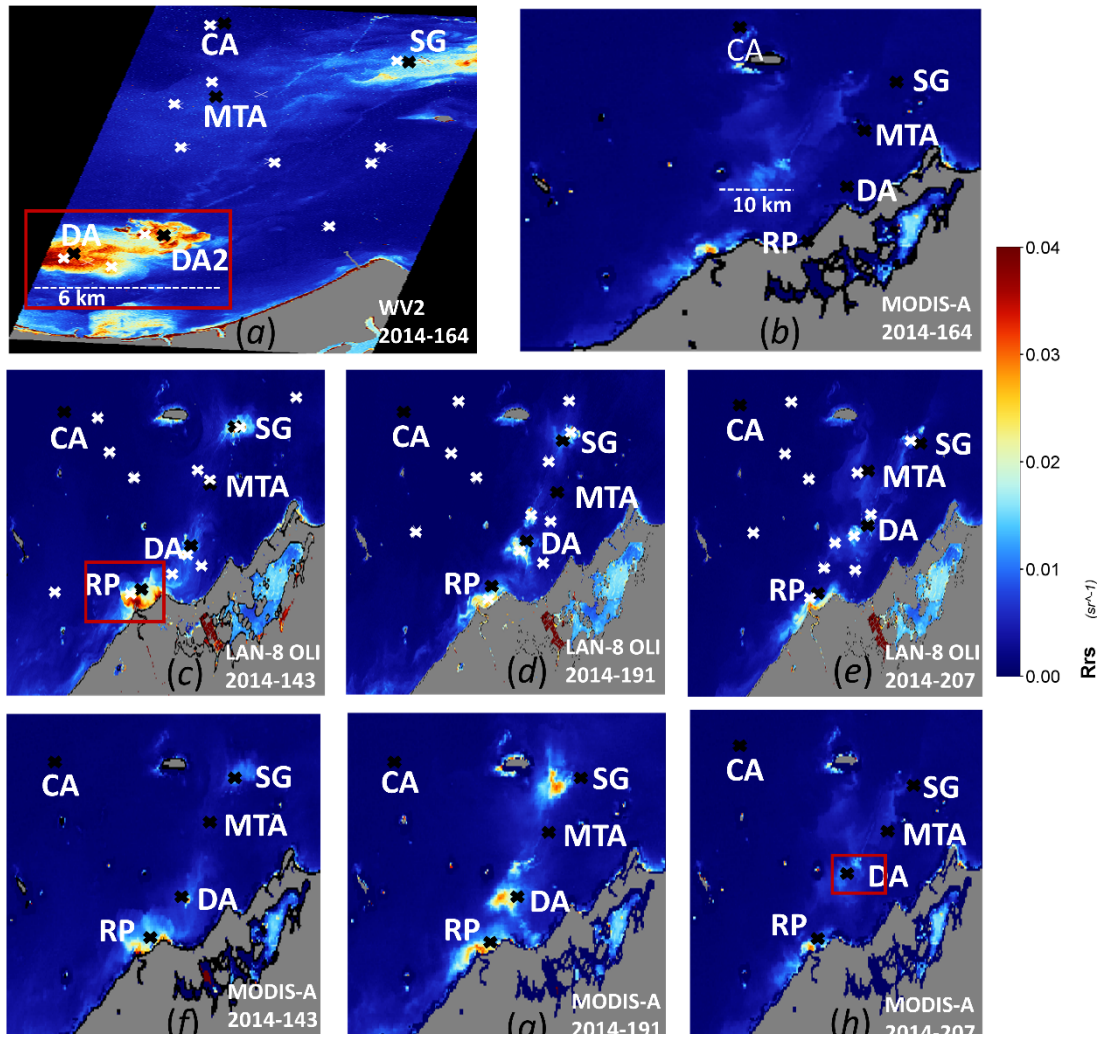 CA
SG
MTA
DA
DA2
6 km
WV2
(a)
2014-164
CA
SG
MTA
DA
10 km
RP
MODIS-A
(b)
2014-164
0.04
0.03
0.02
0.01
0.00
Rrs (sr^-1)
CA
SG
MTA
DA
RP
LAN-8 OLI
(c)
2014-143
CA
SG
MTA
DA
RP
LAN-8 OLI
(d)
2014-191
CA
SG
MTA
DA
RP
LAN-8 OLI
(e)
2014-207
CA
SG
MTA
DA
RP
MODIS-A
(f)
2014-143
CA
SG
MTA
DA
RP
MODIS-A
(g)
2014-191
CA
SG
MTA
DA
RP
MODIS-A
(h)
2014-207